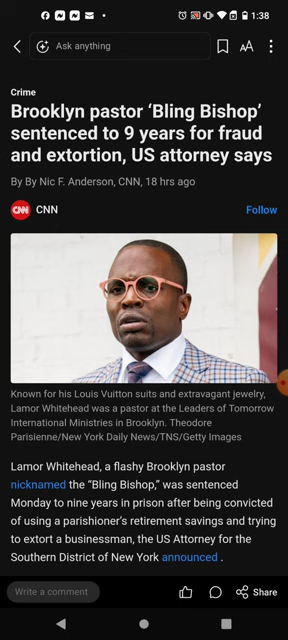 1:38
Ask anything
AA
Crime
Brooklyn pastor ‘Bling Bishop’
sentenced to 9 years for fraud
and extortion, US attorney says
By By Nic F. Anderson, CNN, 18 hrs ago
CNN
CNN
Follow
Known for his Louis Vuitton suits and extravagant jewelry,
Lamor Whitehead was a pastor at the Leaders of Tomorrow
International Ministries in Brooklyn. Theodore
Parisienne/New York Daily News/TNS/Getty Images
Lamor Whitehead, a flashy Brooklyn pastor
nicknamed the “Bling Bishop,” was sentenced
Monday to nine years in prison after being convicted
of using a parishioner’s retirement savings and trying
to extort a businessman, the US Attorney for the
Southern District of New York announced .
Write a comment
Share